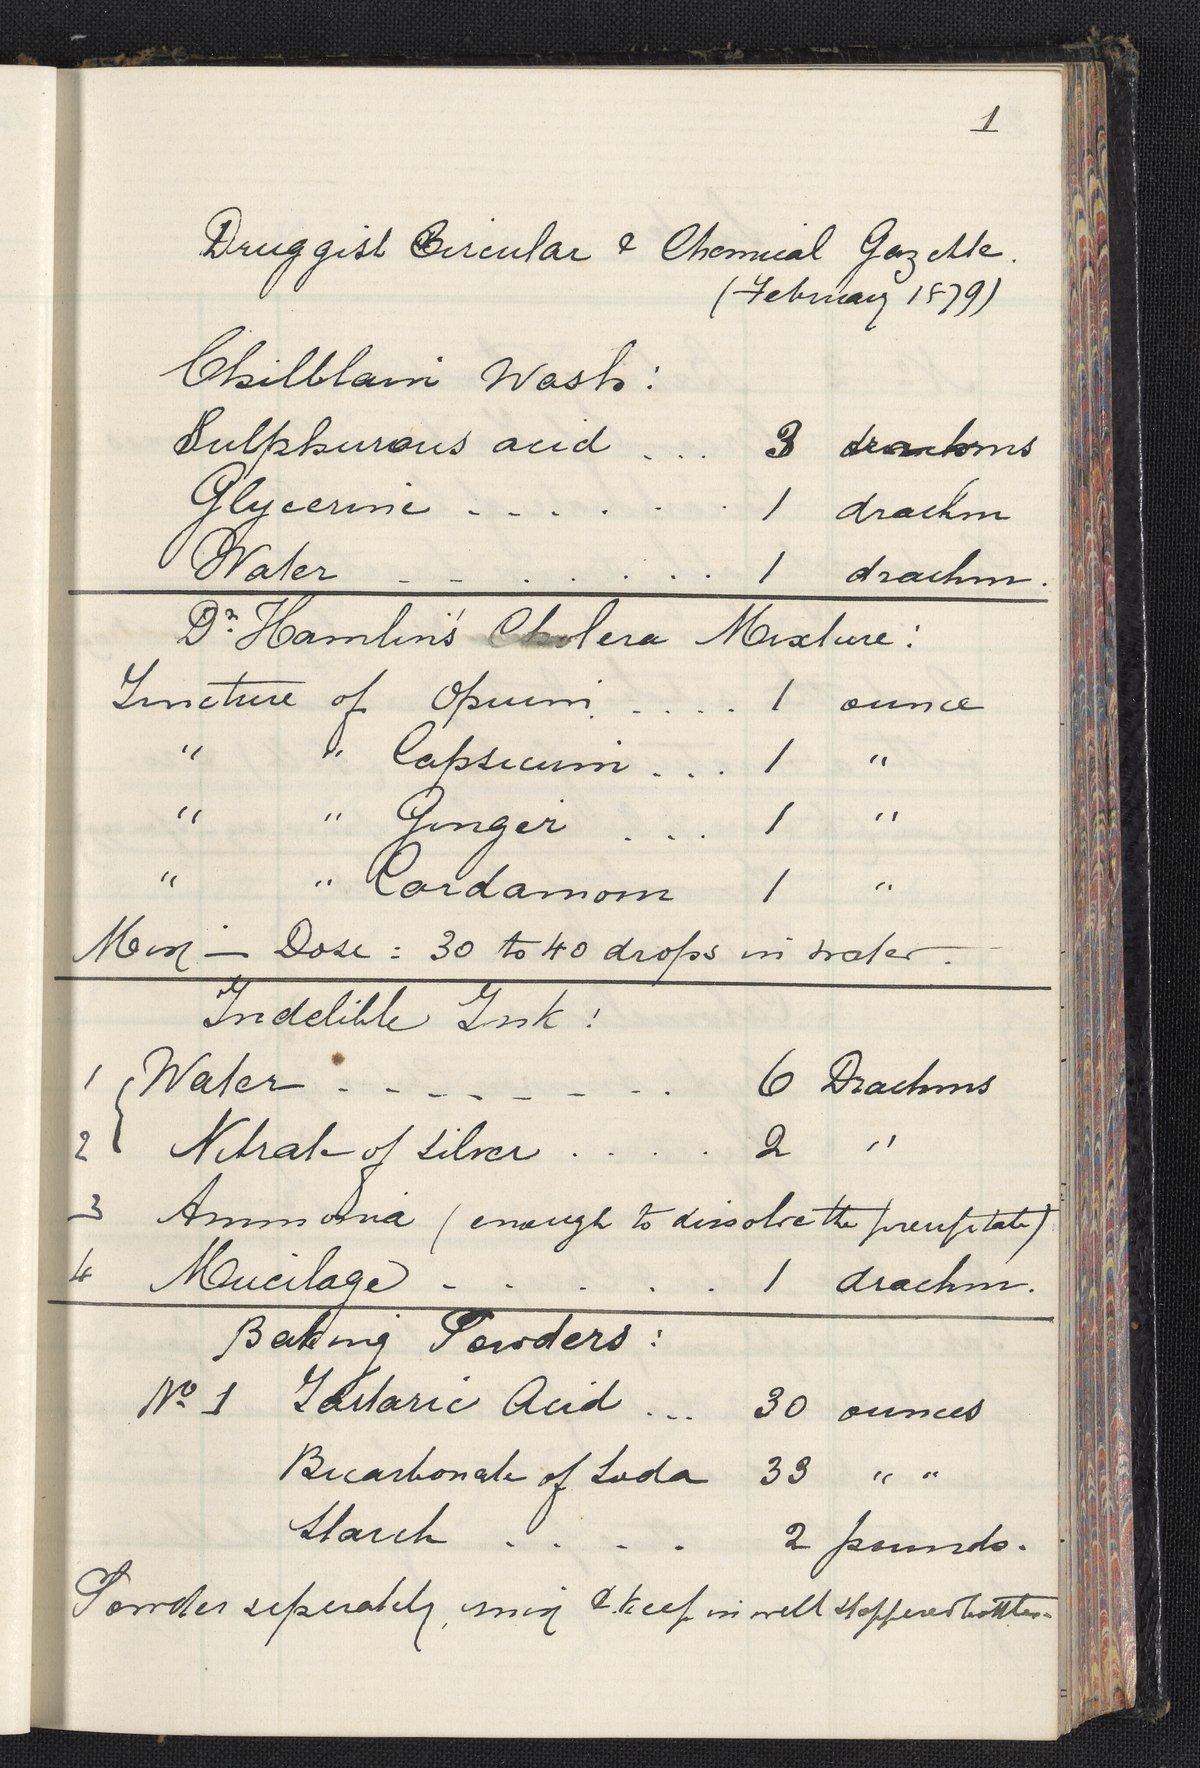 1
Druggist Circular & Chemical Gazette.
(February 1879)
Chilblain Wash:
Sulphurous acid ... 3 drachms
Glycerine ....... 1 drachm
Water ........ 1 drachm.
Dr. Hamlin's Cholera Mixture:
Tincture of Opium .... 1 ounce
" " Capsicum ... 1 "
" " Ginger ... 1 "
" " Cardamom 1 "
Mix — Dose: 30 to 40 drops in water.
Indelible Ink:
1 { Water - - - - - - - - . 6 Drachms
2 Nitrate of silver .... 2 "
3 Ammonia (enough to dissolve the precipitate)
4 Mucilage - . . . . . 1 drachm.
Baking Powders:
No. 1 Tartaric Acid ... 30 ounces
Bicarbonate of Soda 33 " "
Starch .... 2 pounds.
Powder seperately, mix & keep in well stoppered bottles.